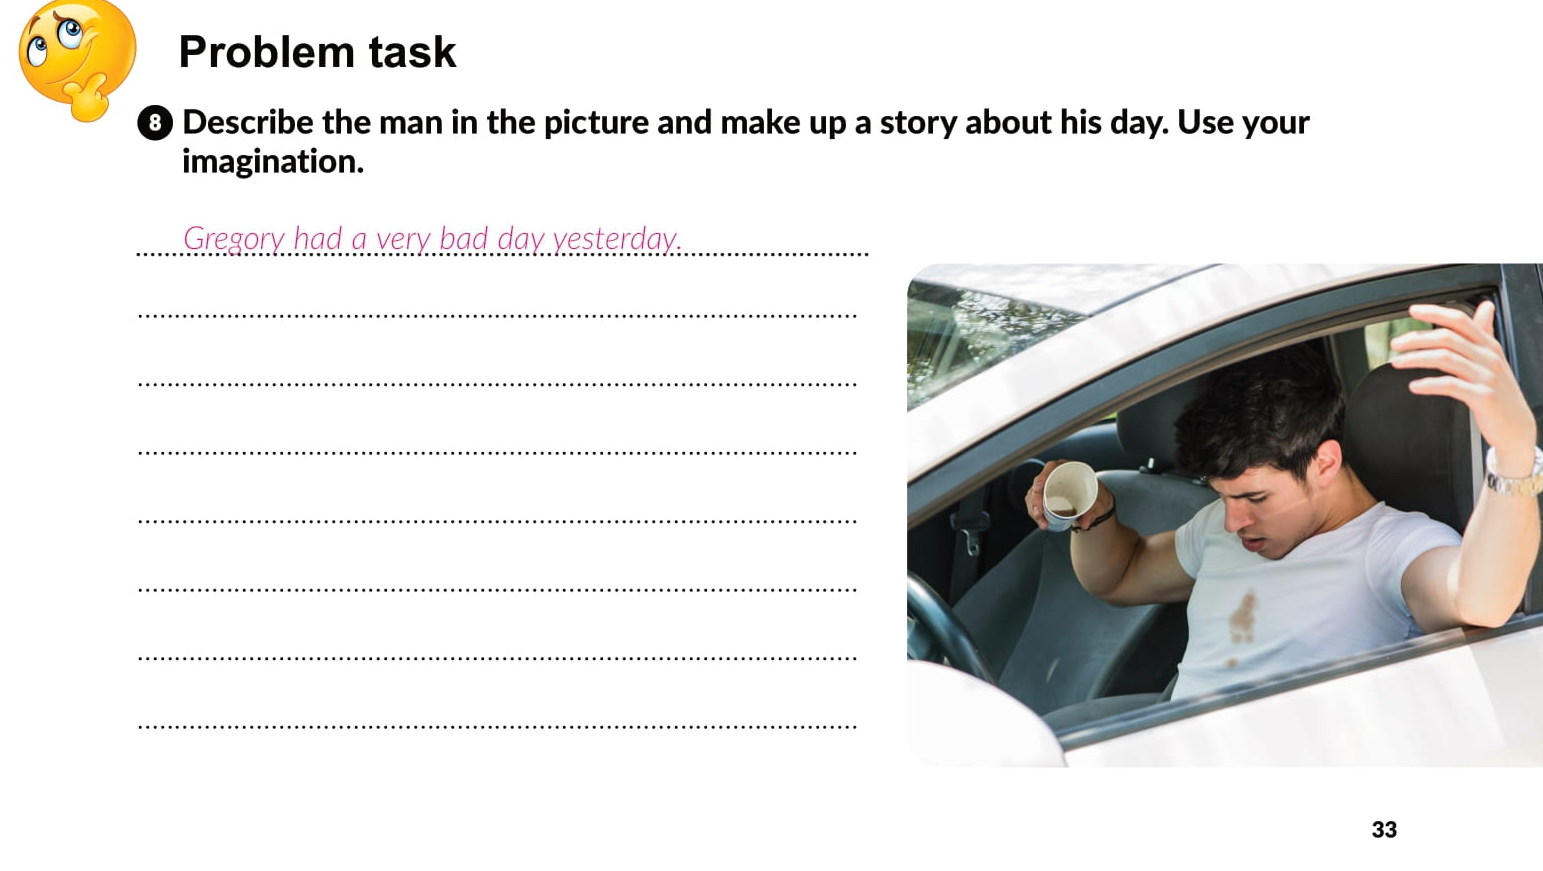 Problem task
8 Describe the man in the picture and make up a story about his day. Use your
imagination.
Gregory had a very bad day yesterday.
33